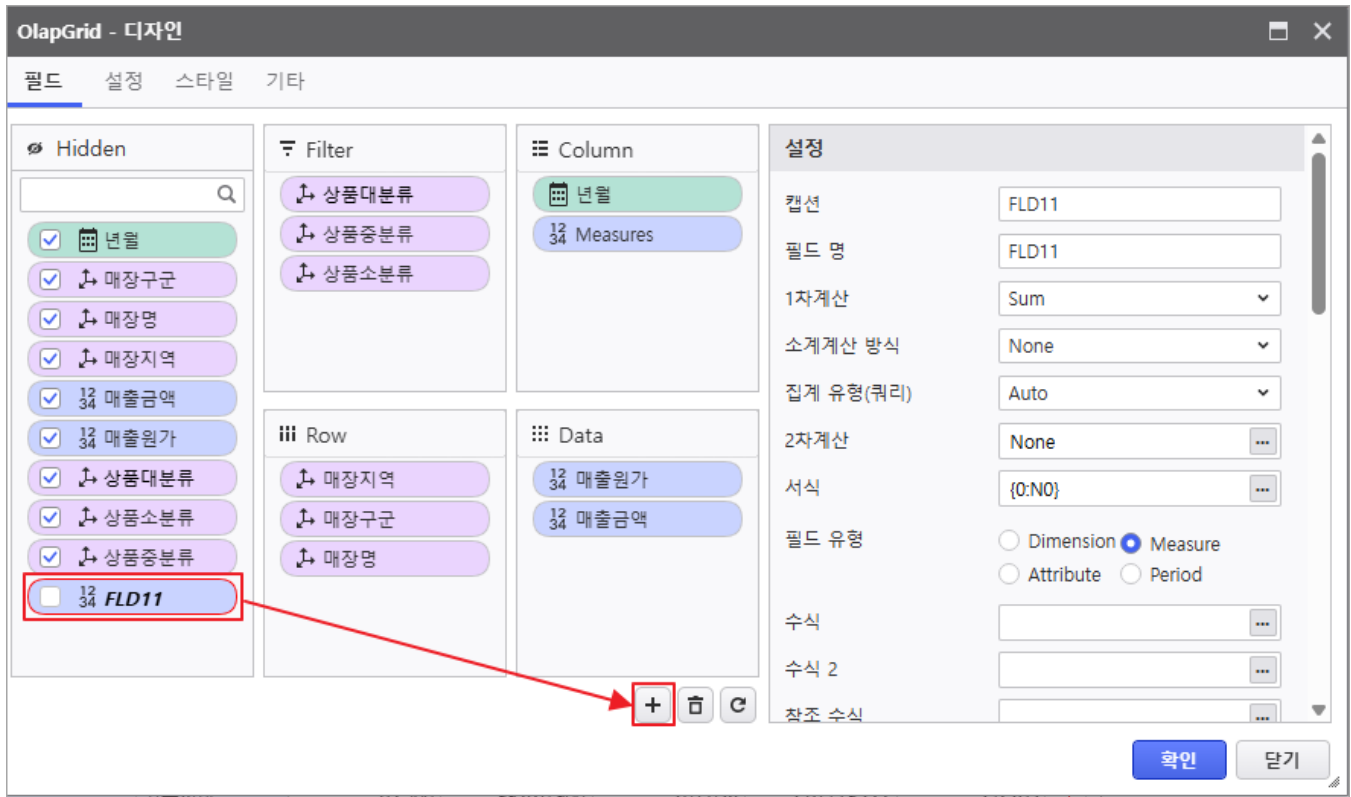 OlapGrid - 디자인
필드 설정 스타일 기타
Hidden
년월
매장구군
매장명
매장지역
12
34 매출금액
12
34 매출원가
상품대분류
상품소분류
상품중분류
12
34 FLD11
Filter
상품대분류
상품중분류
상품소분류
Column
년월
12
34 Measures
Row
매장지역
매장구군
매장명
Data
12
34 매출원가
12
34 매출금액
설정
캡션 FLD11
필드 명 FLD11
1차계산 Sum
소계계산 방식 None
집계 유형(쿼리) Auto
2차계산 None ...
서식 {0:N0} ...
필드 유형 Dimension Measure
Attribute Period
수식 ...
수식 2 ...
참조 수식 ...
확인 닫기